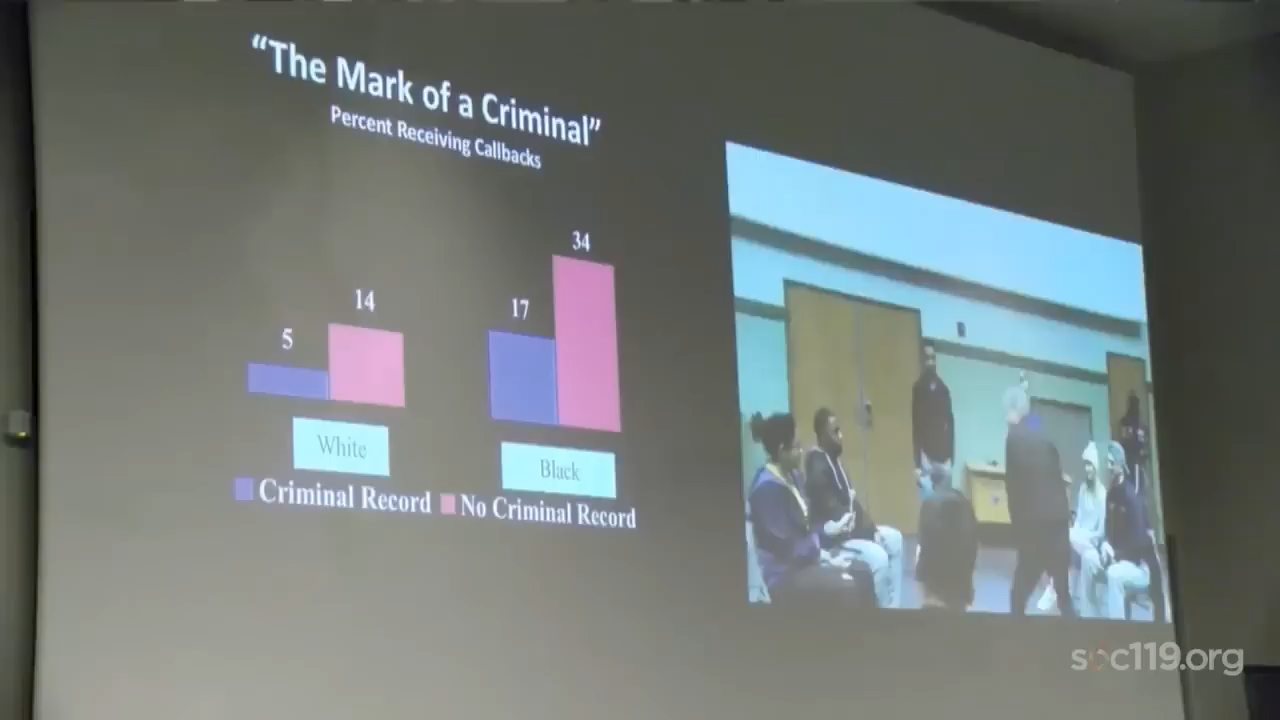 “The Mark of a Criminal”
Percent Receiving Callbacks
5
14
17
34
White
Black
Criminal Record
No Criminal Record
soc119.org